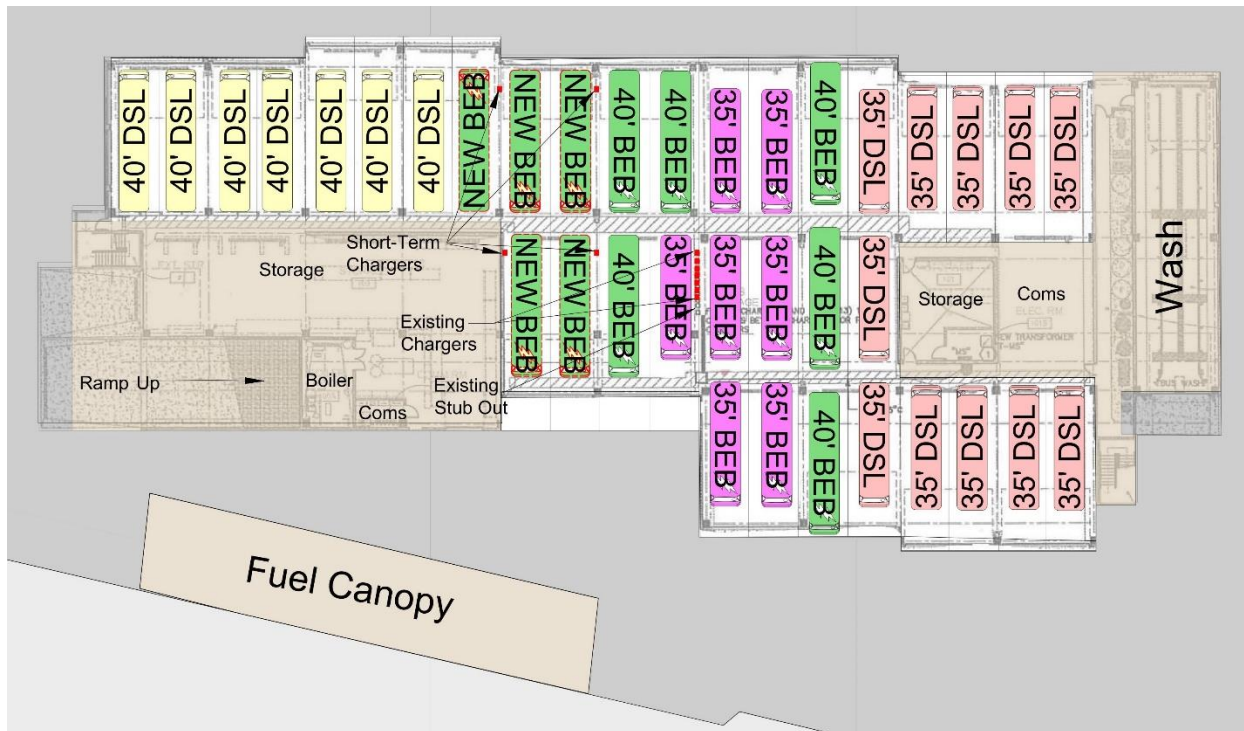 40' DSL
40' DSL
40' DSL
40' DSL
40' DSL
40' DSL
40' DSL
NEW BEB
NEW BEB
NEW BEB
40' BEB
40' BEB
35' BEB
35' BEB
40' BEB
35' DSL
35' DSL
35' DSL
35' DSL
35' DSL
Wash
Storage
Short-Term
Chargers
NEW BEB
NEW BEB
40' BEB
35' BEB
35' BEB
35' BEB
40' BEB
35' DSL
Storage
Coms
ELEC. RM
NEW TRANSFORMER
Existing
Chargers
Ramp Up
Boiler
Coms
Existing
Stub Out
35' BEB
35' BEB
40' BEB
35' DSL
35' DSL
35' DSL
35' DSL
35' DSL
Fuel Canopy